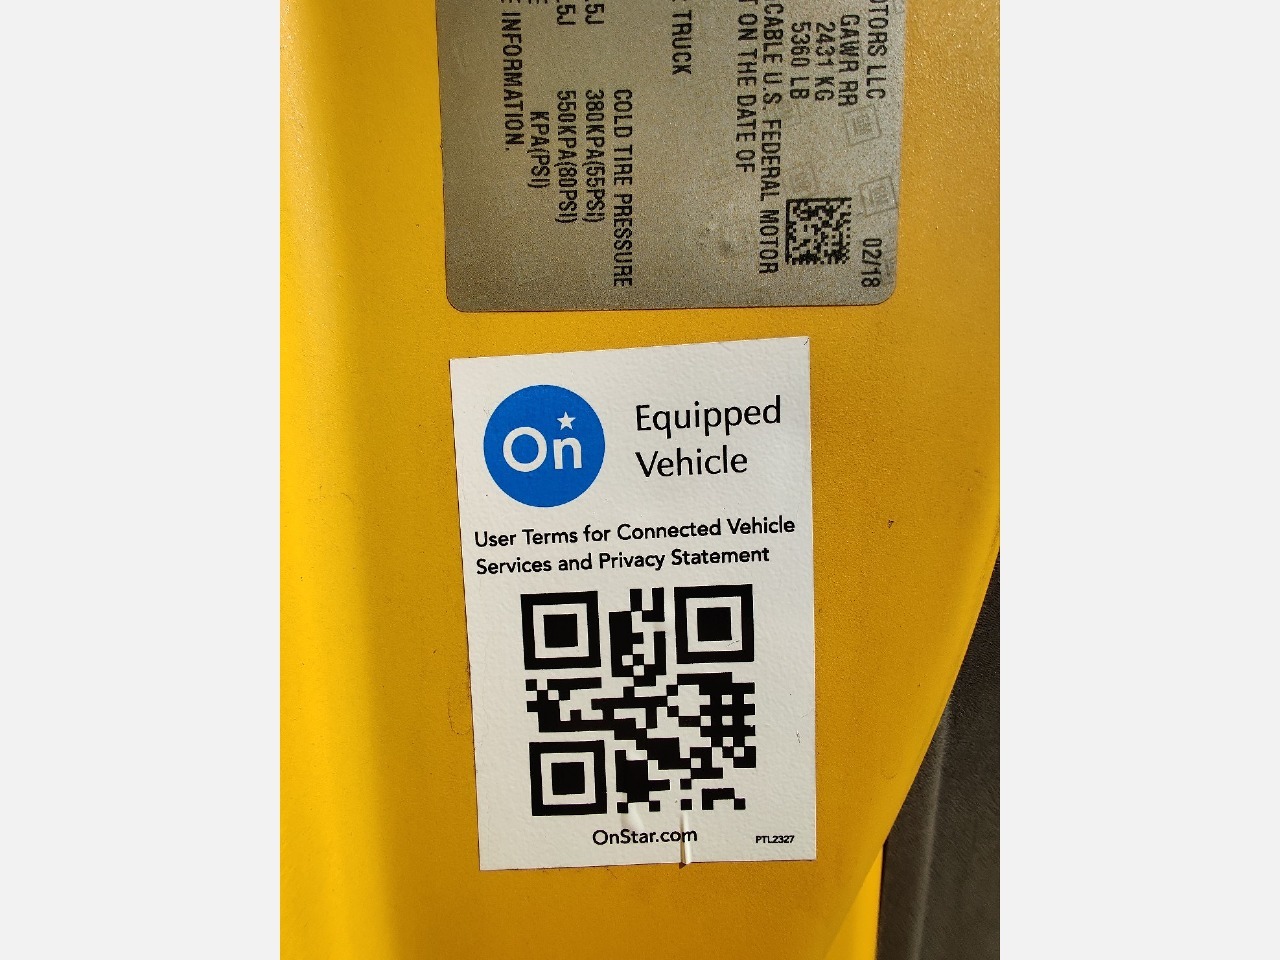 OTORS LLC 02/18
GAWR RR
2431 KG
5360 LB
CABLE U.S. FEDERAL MOTOR
T ON THE DATE OF
TRUCK
COLD TIRE PRESSURE
.5J 380KPA(55PSI)
.5J 550KPA(80PSI)
E KPA(PSI)
E INFORMATION.
On
Equipped
Vehicle
User Terms for Connected Vehicle
Services and Privacy Statement
OnStar.com
PTL2327